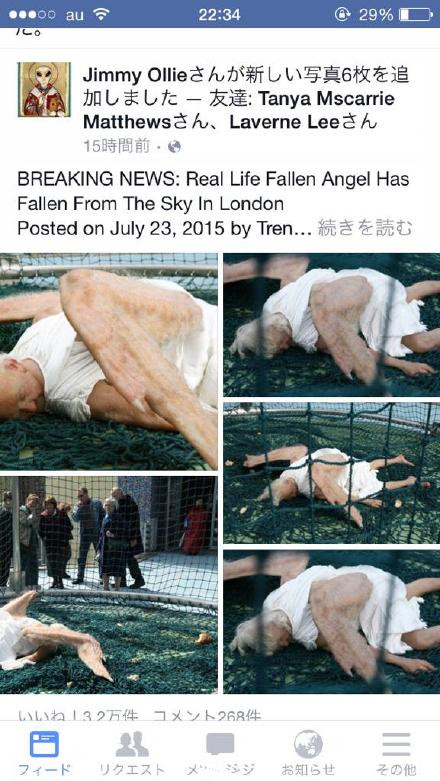 au 22:34 29%
た。
Jimmy Ollieさんが新しい写真6枚を追
加しました — 友達: Tanya Mscarrie
Matthewsさん、Laverne Leeさん
15時間前
BREAKING NEWS: Real Life Fallen Angel Has
Fallen From The Sky In London
Posted on July 23, 2015 by Tren... 続きを読む
いいね！3.2万件 コメント268件
フィード リクエスト お知らせ その他